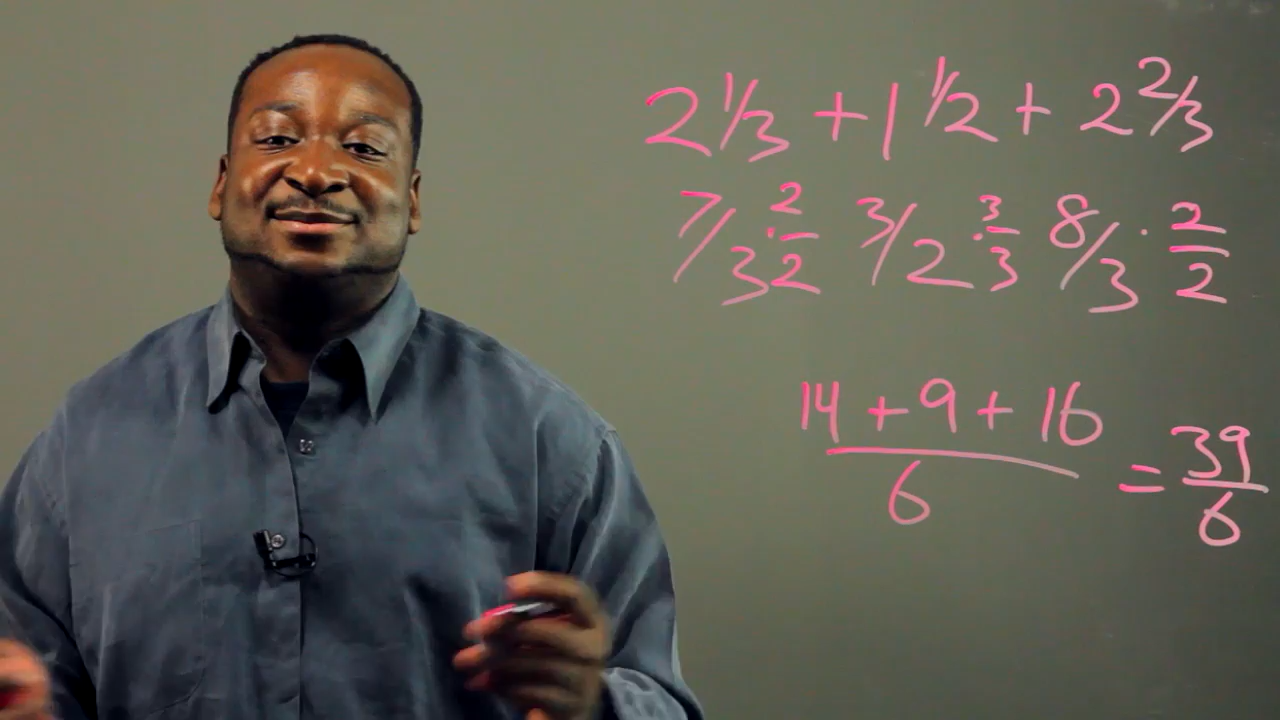 2 1/3 + 1 1/2 + 2 2/3
7/3 · 2/2 3/2 · 3/3 8/3 · 2/2
14 + 9 + 16 / 6 = 39/6